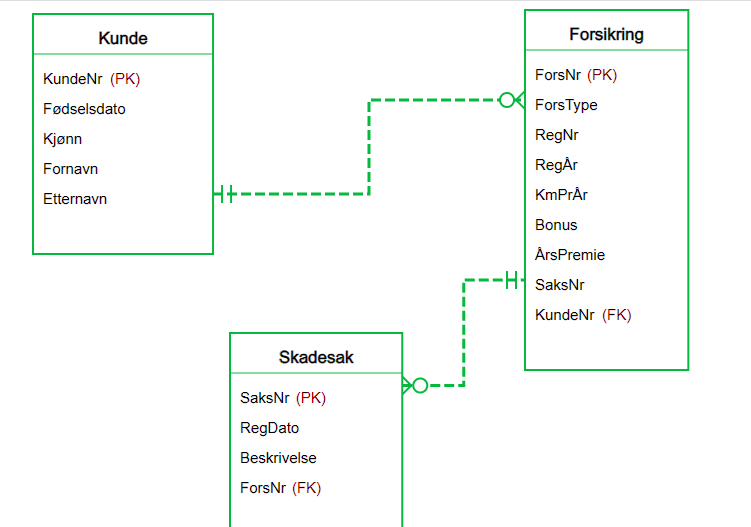 Kunde
KundeNr (PK)
Fødselsdato
Kjønn
Fornavn
Etternavn
Forsikring
ForsNr (PK)
ForsType
RegNr
RegÅr
KmPrÅr
Bonus
ÅrsPremie
SaksNr
KundeNr (FK)
Skadesak
SaksNr (PK)
RegDato
Beskrivelse
ForsNr (FK)